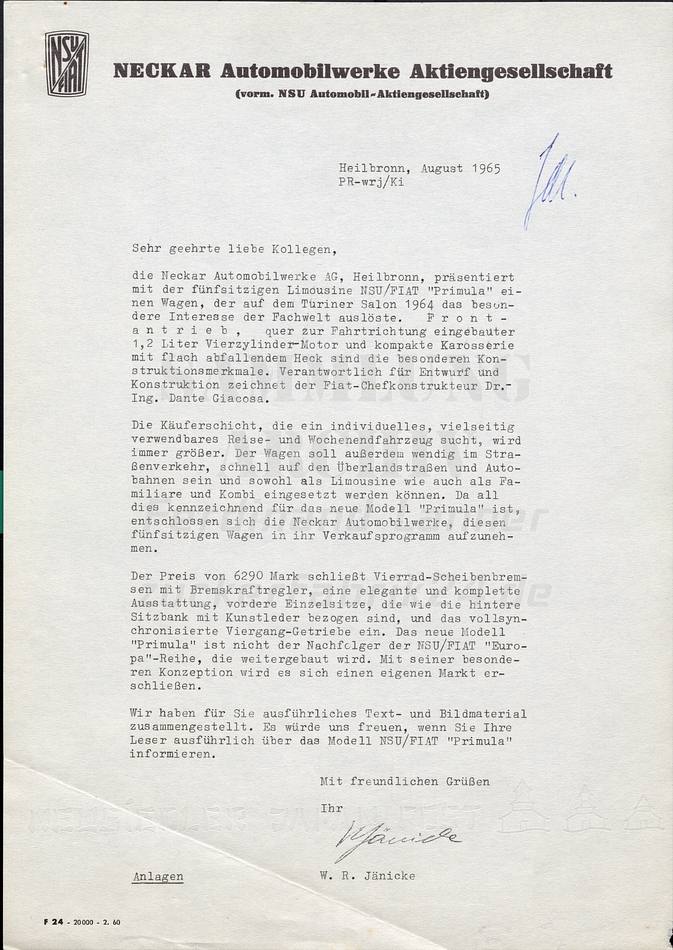 NSU
FIAT
NECKAR Automobilwerke Aktiengesellschaft
(vorm. NSU Automobil-Aktiengesellschaft)
Heilbronn, August 1965
PR-wrj/Ki
Sehr geehrte liebe Kollegen,
die Neckar Automobilwerke AG, Heilbronn, präsentiert
mit der fünfsitzigen Limousine NSU/FIAT "Primula" ei-
nen Wagen, der auf dem Turiner Salon 1964 das beson-
dere Interesse der Fachwelt auslöste. F r o n t -
a n t r i e b , quer zur Fahrtrichtung eingebauter
1,2 Liter Vierzylinder-Motor und kompakte Karosserie
mit flach abfallendem Heck sind die besonderen Kon-
struktionsmerkmale. Verantwortlich für Entwurf und
Konstruktion zeichnet der Fiat-Chefkonstrukteur Dr.-
Ing. Dante Giacosa.
Die Käuferschicht, die ein individuelles, vielseitig
verwendbares Reise- und Wochenendfahrzeug sucht, wird
immer größer. Der Wagen soll außerdem wendig im Stra-
ßenverkehr, schnell auf den Überlandstraßen und Auto-
bahnen sein und sowohl als Limousine wie auch als Fa-
miliare und Kombi eingesetzt werden können. Da all
dies kennzeichnend für das neue Modell "Primula" ist,
entschlossen sich die Neckar Automobilwerke, diesen
fünfsitzigen Wagen in ihr Verkaufsprogramm aufzuneh-
men.
Der Preis von 6290 Mark schließt Vierrad-Scheibenbrem-
sen mit Bremskraftregler, eine elegante und komplette
Ausstattung, vordere Einzelsitze, die wie die hintere
Sitzbank mit Kunstleder bezogen sind, und das vollsyn-
chronisierte Viergang-Getriebe ein. Das neue Modell
"Primula" ist nicht der Nachfolger der NSU/FIAT "Euro-
pa"-Reihe, die weitergebaut wird. Mit seiner besonde-
ren Konzeption wird es sich einen eigenen Markt er-
schließen.
Wir haben für Sie ausführliches Text- und Bildmaterial
zusammengestellt. Es würde uns freuen, wenn Sie Ihre
Leser ausführlich über das Modell NSU/FIAT "Primula"
informieren.
Mit freundlichen Grüßen
Ihr
WJänicke
Anlagen
W. R. Jänicke
F 24 - 20000 - 2. 60